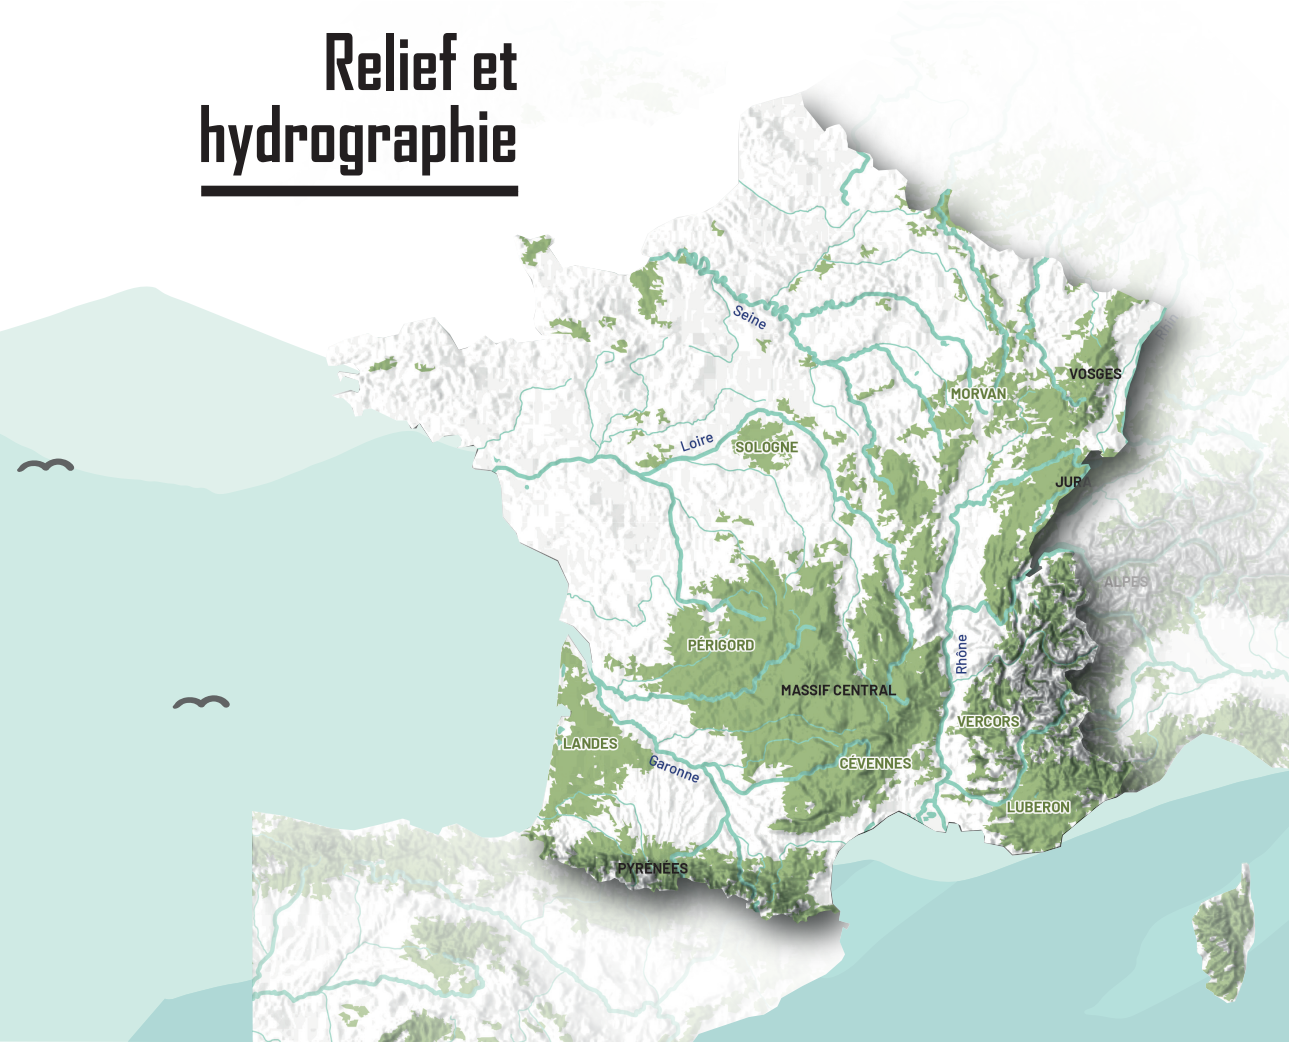 Relief et
hydrographie
Seine
VOSGES
MORVAN
Loire
SOLOGNE
JURA
ALPES
PÉRIGORD
Rhône
MASSIF CENTRAL
VERCORS
LANDES
Garonne
CÉVENNES
LUBERON
PYRÉNÉES